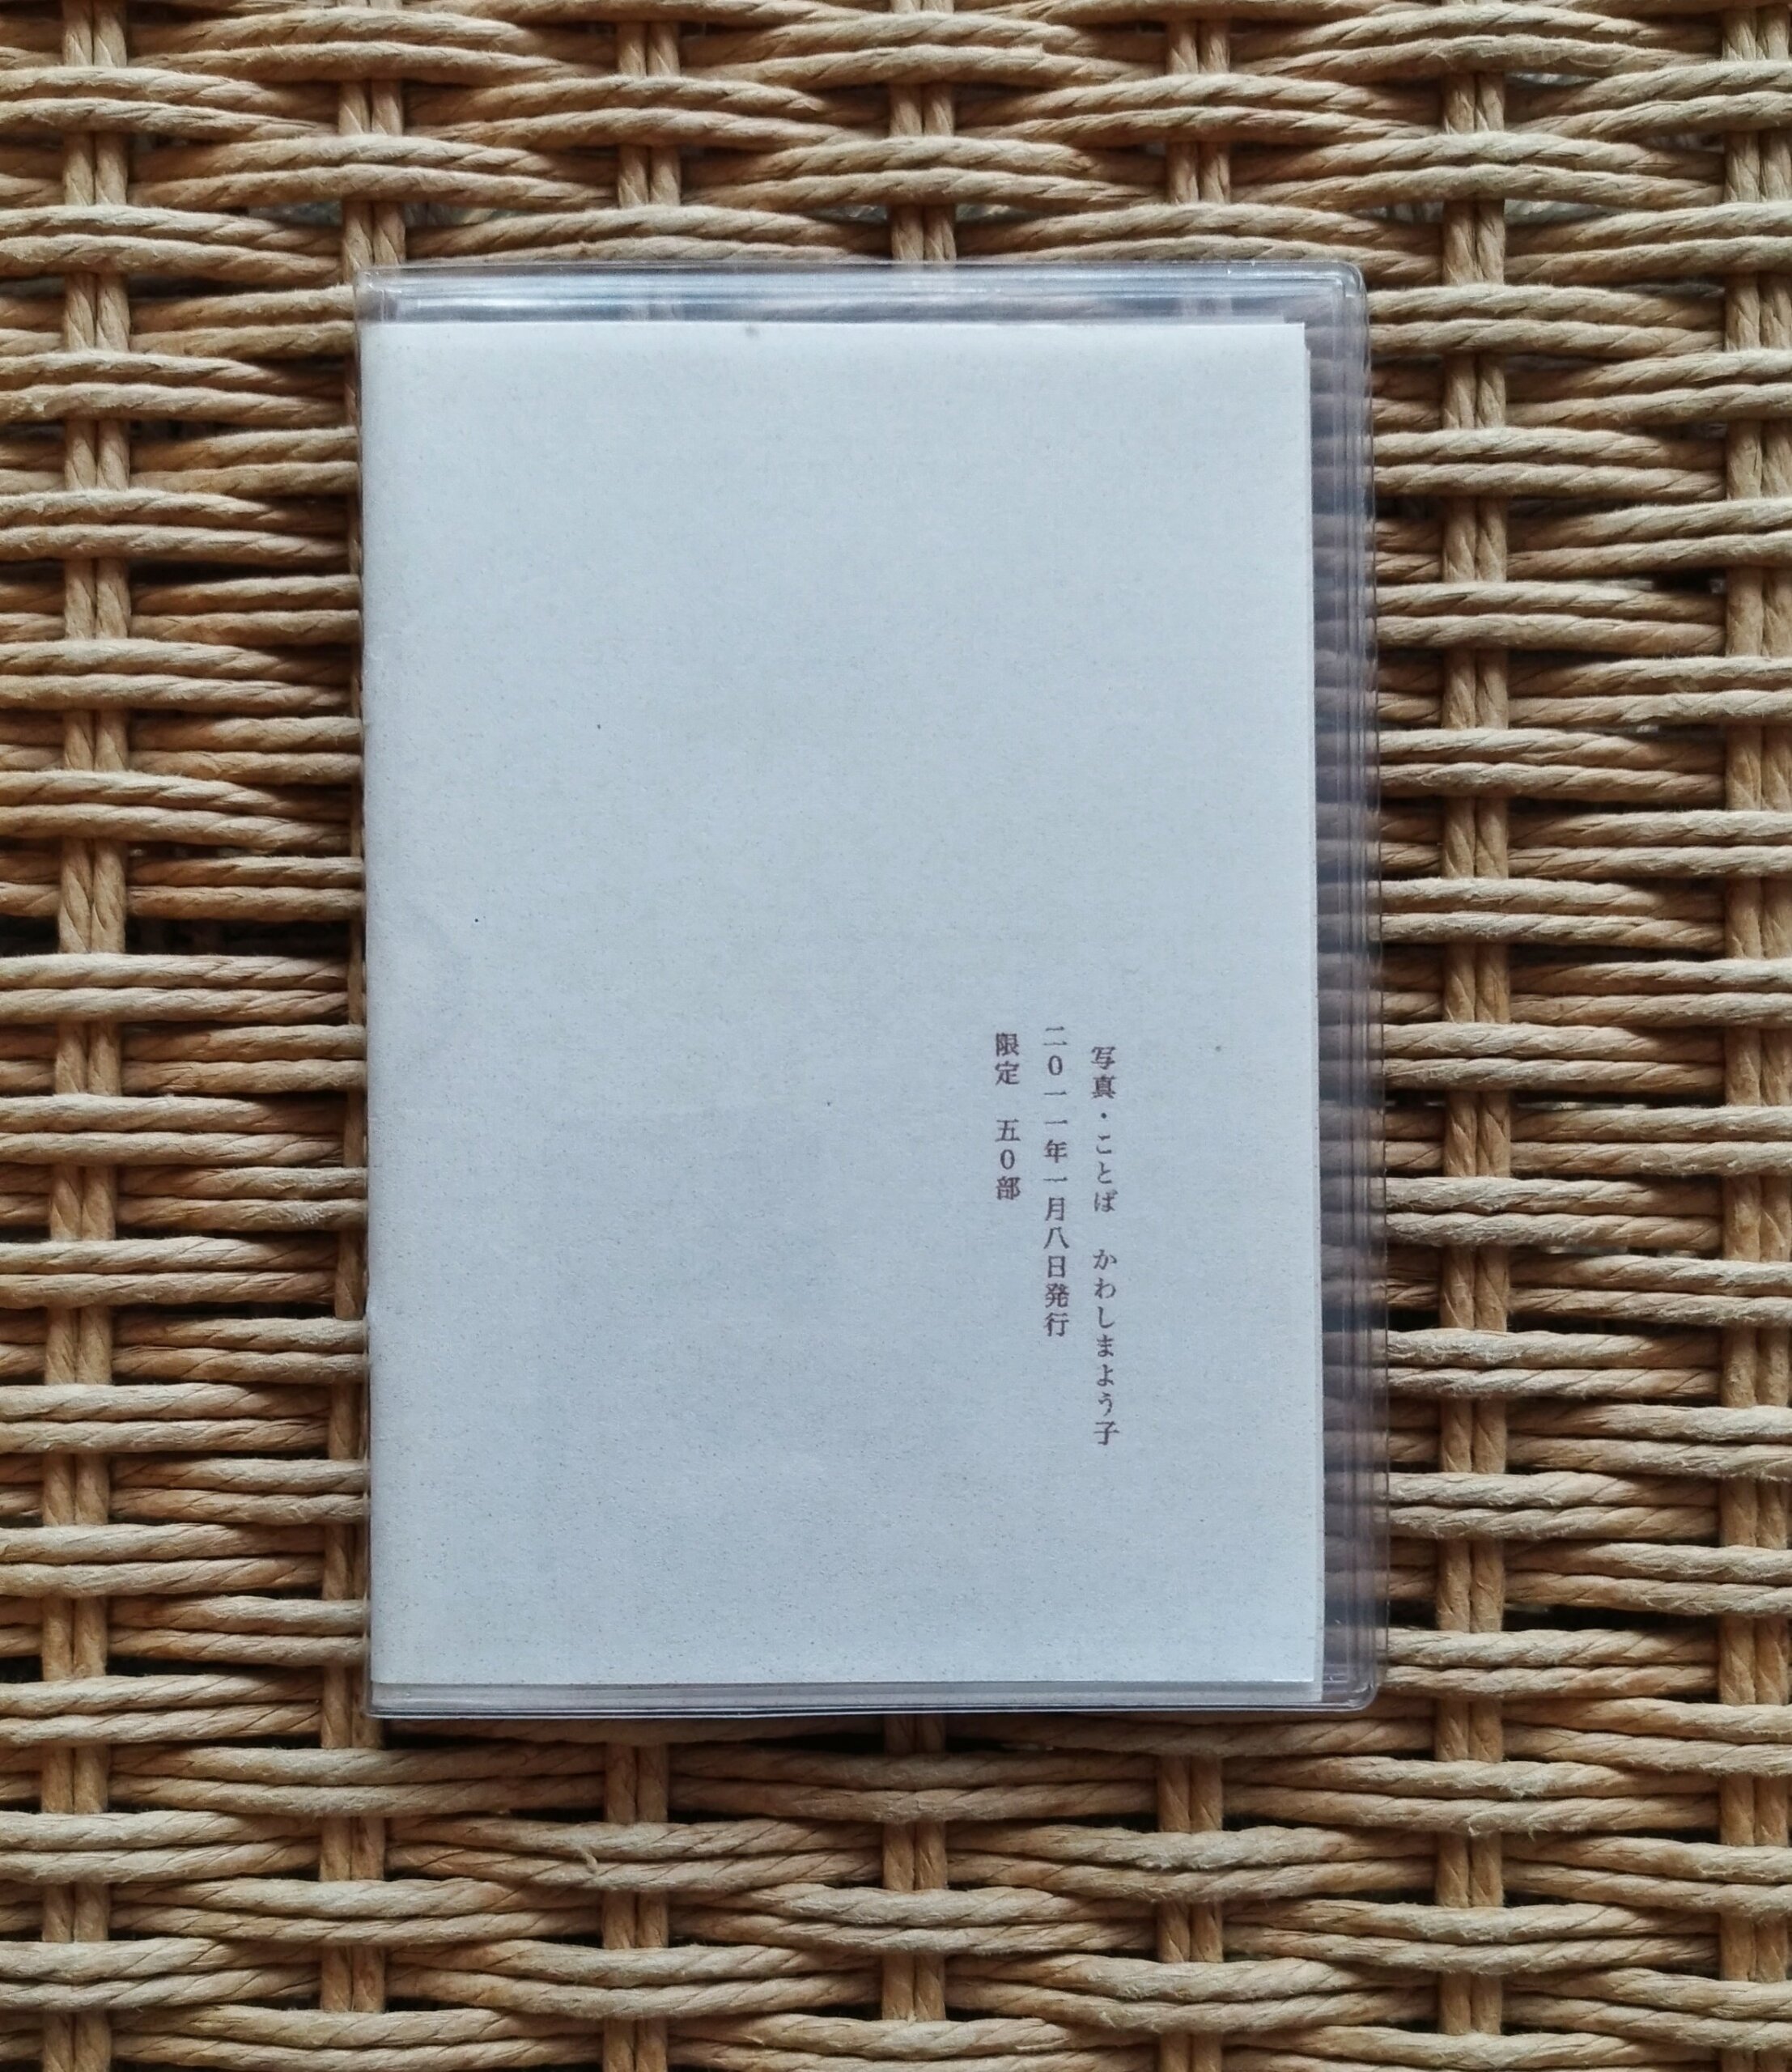 写真・ことば　かわしまよう子
二〇一一年一月八日発行
限定　五〇部